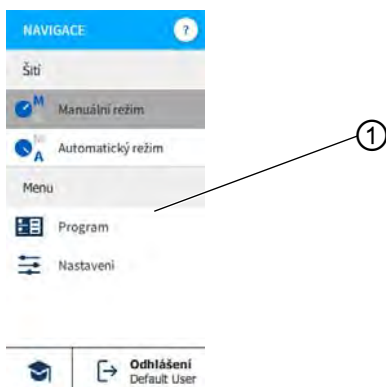 NAVIGACE ?
Šití
M Manuální režim
A Automatický režim
Menu
Program
Nastavení
Odhlášení
Default User
1